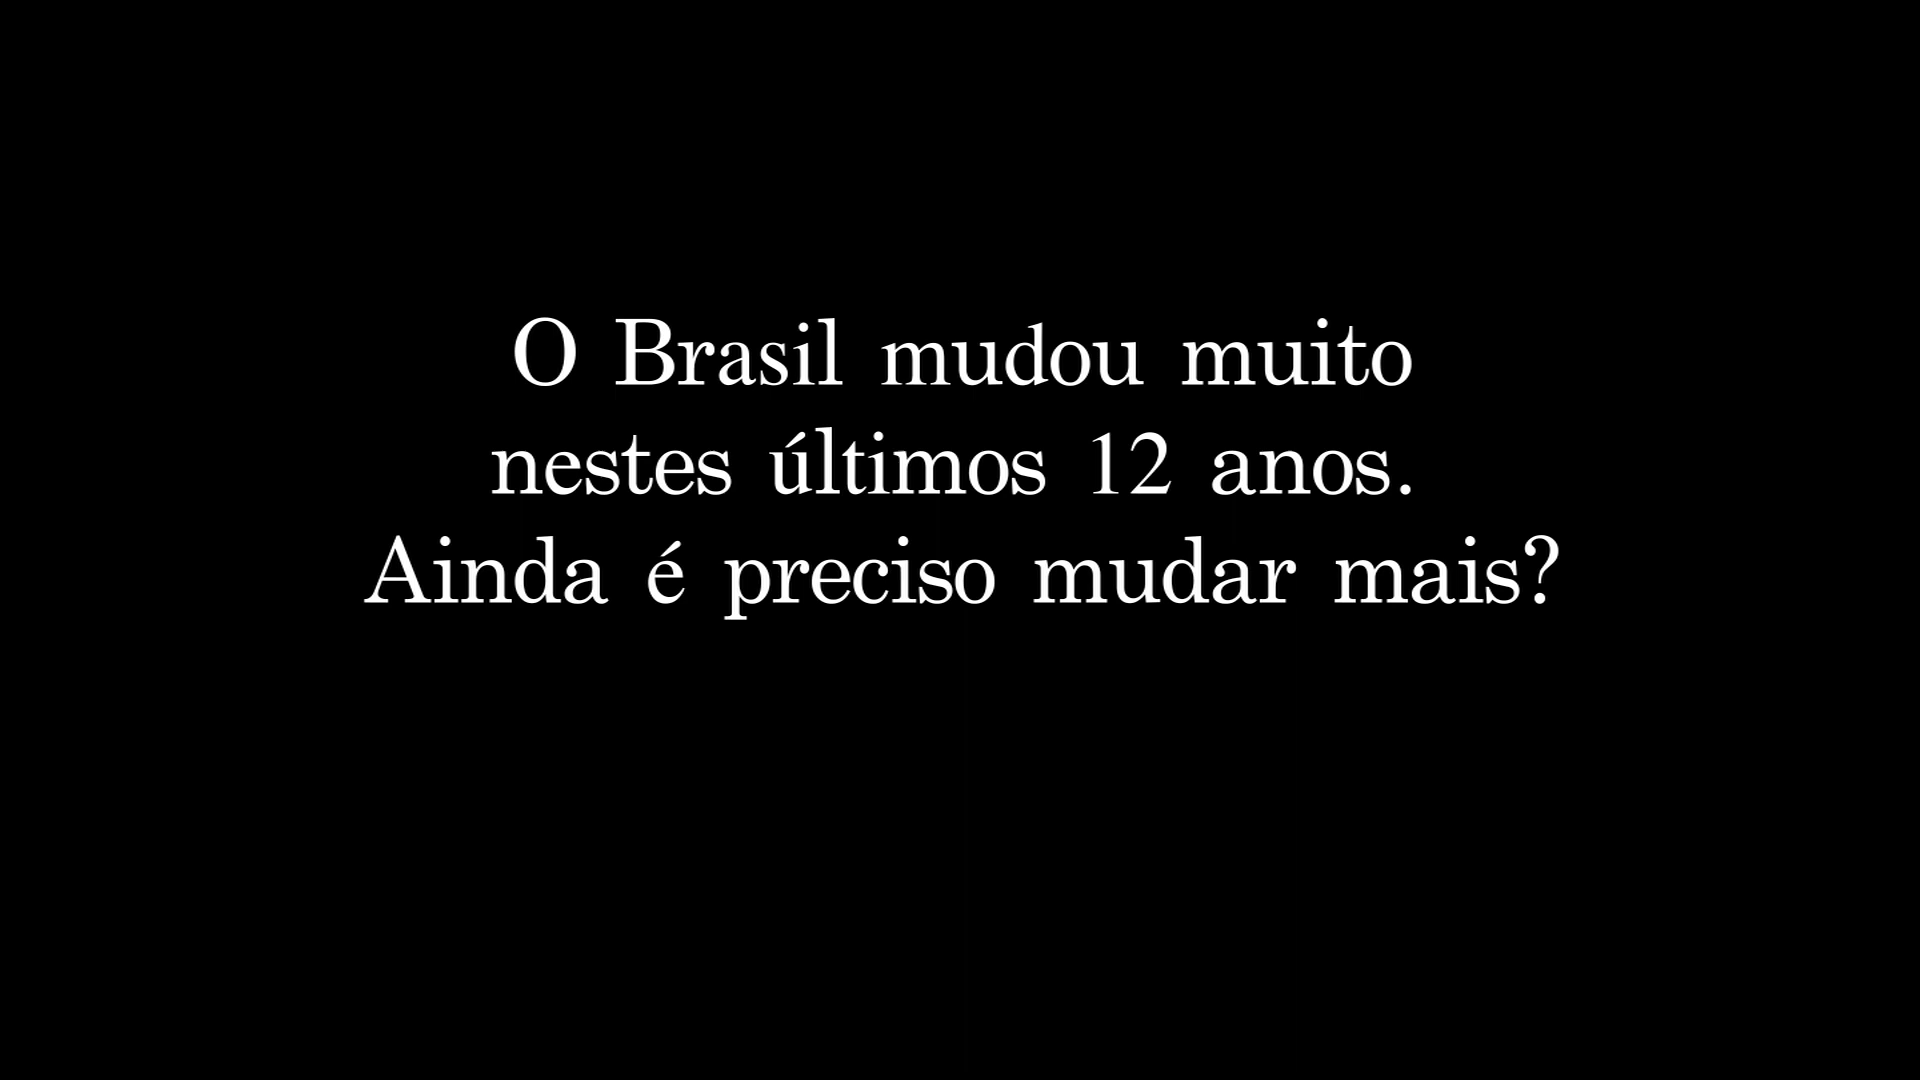 O Brasil mudou muito
nestes últimos 12 anos.
Ainda é preciso mudar mais?